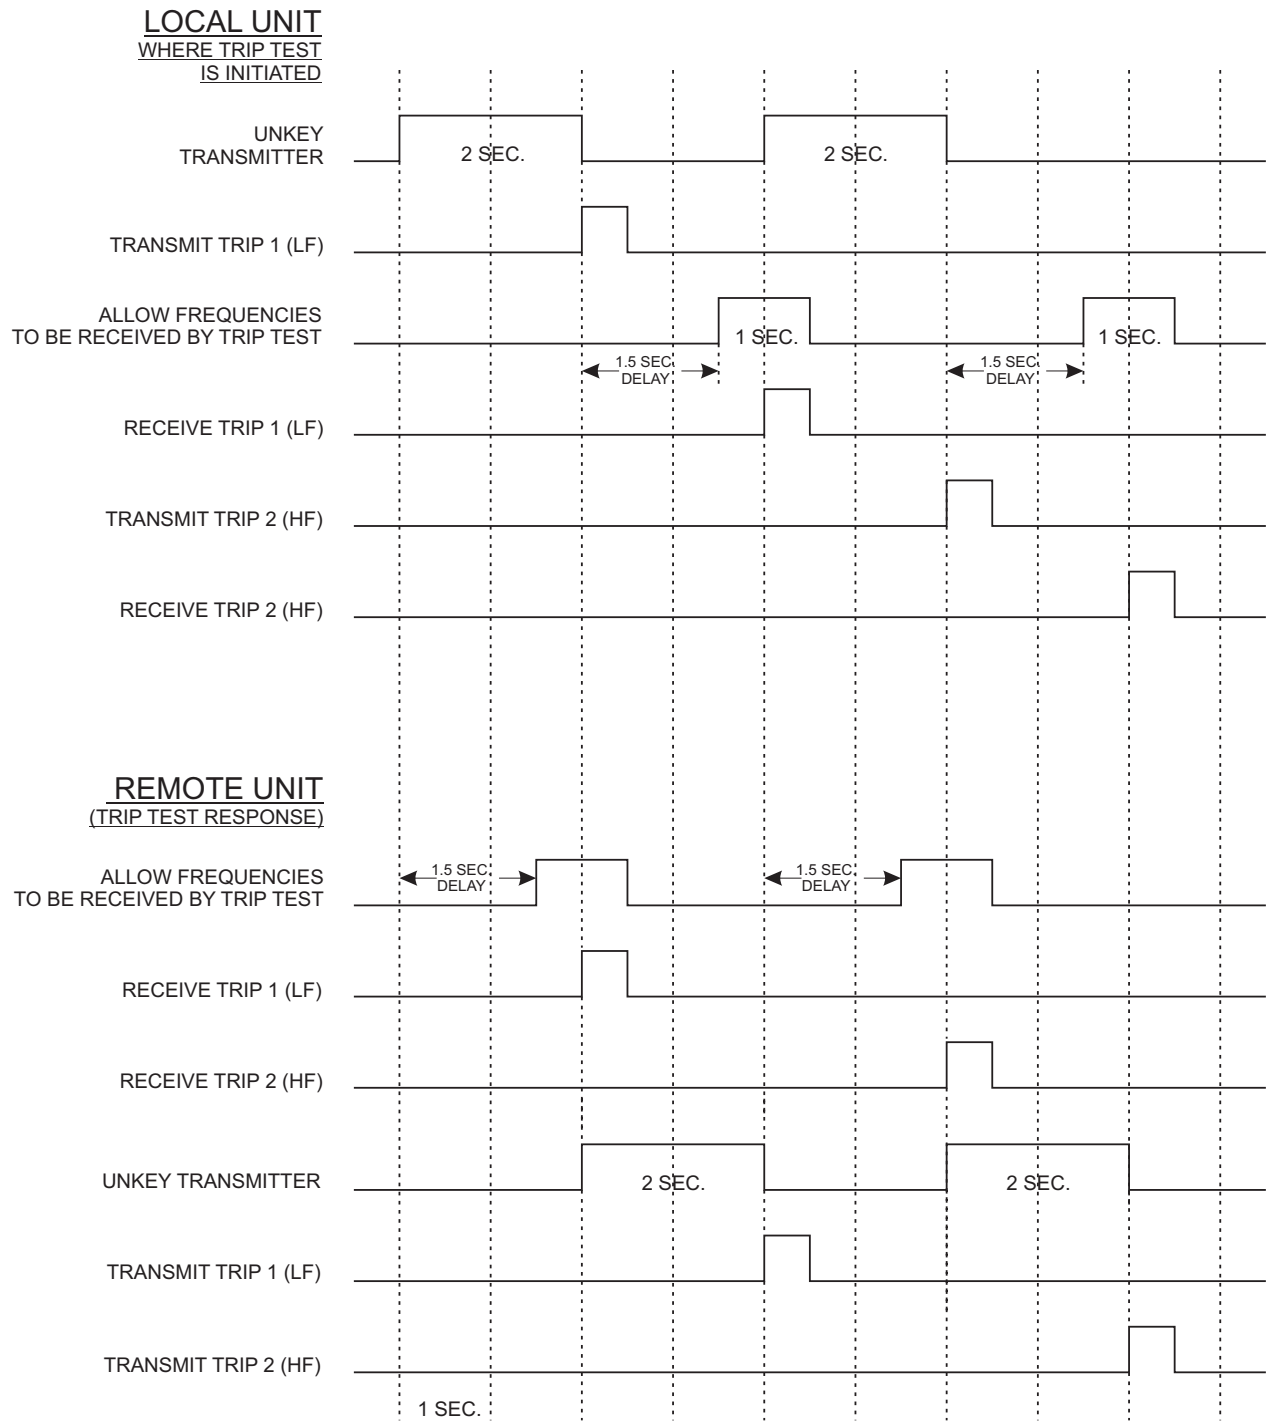 LOCAL UNIT
WHERE TRIP TEST
IS INITIATED
UNKEY
TRANSMITTER
2 SEC.
2 SEC.
TRANSMIT TRIP 1 (LF)
ALLOW FREQUENCIES
TO BE RECEIVED BY TRIP TEST
1 SEC.
1 SEC.
1.5 SEC.
DELAY
1.5 SEC.
DELAY
RECEIVE TRIP 1 (LF)
TRANSMIT TRIP 2 (HF)
RECEIVE TRIP 2 (HF)
REMOTE UNIT
(TRIP TEST RESPONSE)
ALLOW FREQUENCIES
TO BE RECEIVED BY TRIP TEST
1.5 SEC.
DELAY
1.5 SEC.
DELAY
RECEIVE TRIP 1 (LF)
RECEIVE TRIP 2 (HF)
UNKEY TRANSMITTER
2 SEC.
2 SEC.
TRANSMIT TRIP 1 (LF)
TRANSMIT TRIP 2 (HF)
1 SEC.